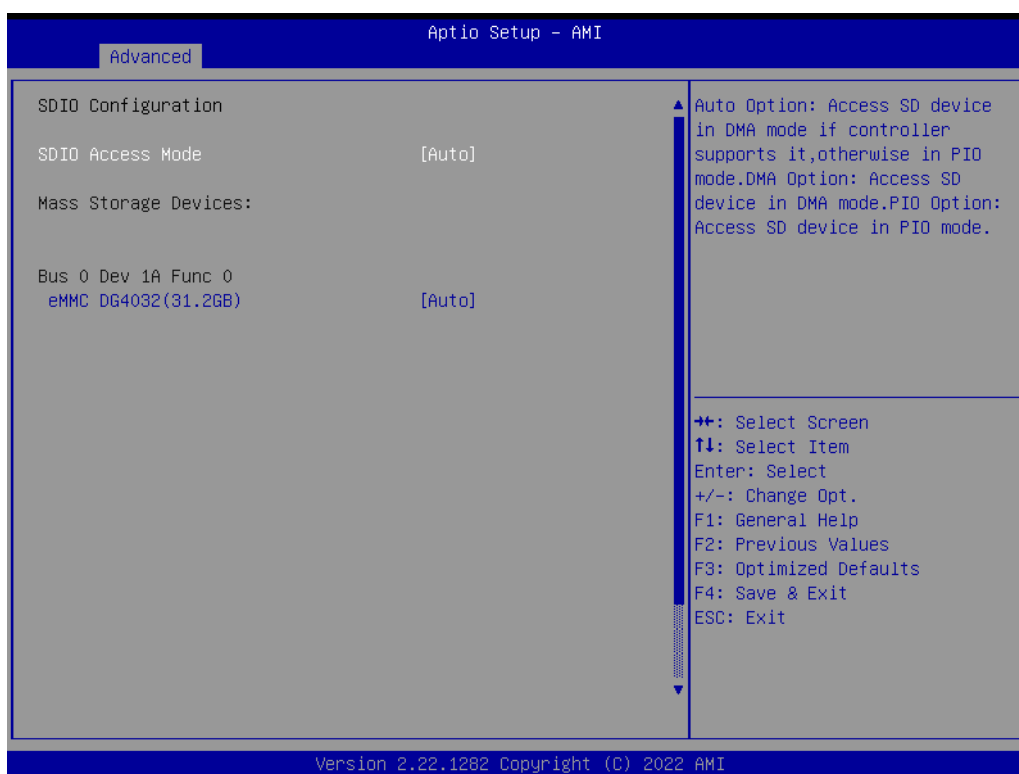 Aptio Setup – AMI
Advanced
SDIO Configuration
SDIO Access Mode [Auto]
Mass Storage Devices:
Bus 0 Dev 1A Func 0
eMMC DG4032(31.2GB) [Auto]
Auto Option: Access SD device
in DMA mode if controller
supports it,otherwise in PIO
mode.DMA Option: Access SD
device in DMA mode.PIO Option:
Access SD device in PIO mode.
→←: Select Screen
↑↓: Select Item
Enter: Select
+/-: Change Opt.
F1: General Help
F2: Previous Values
F3: Optimized Defaults
F4: Save & Exit
ESC: Exit
Version 2.22.1282 Copyright (C) 2022 AMI